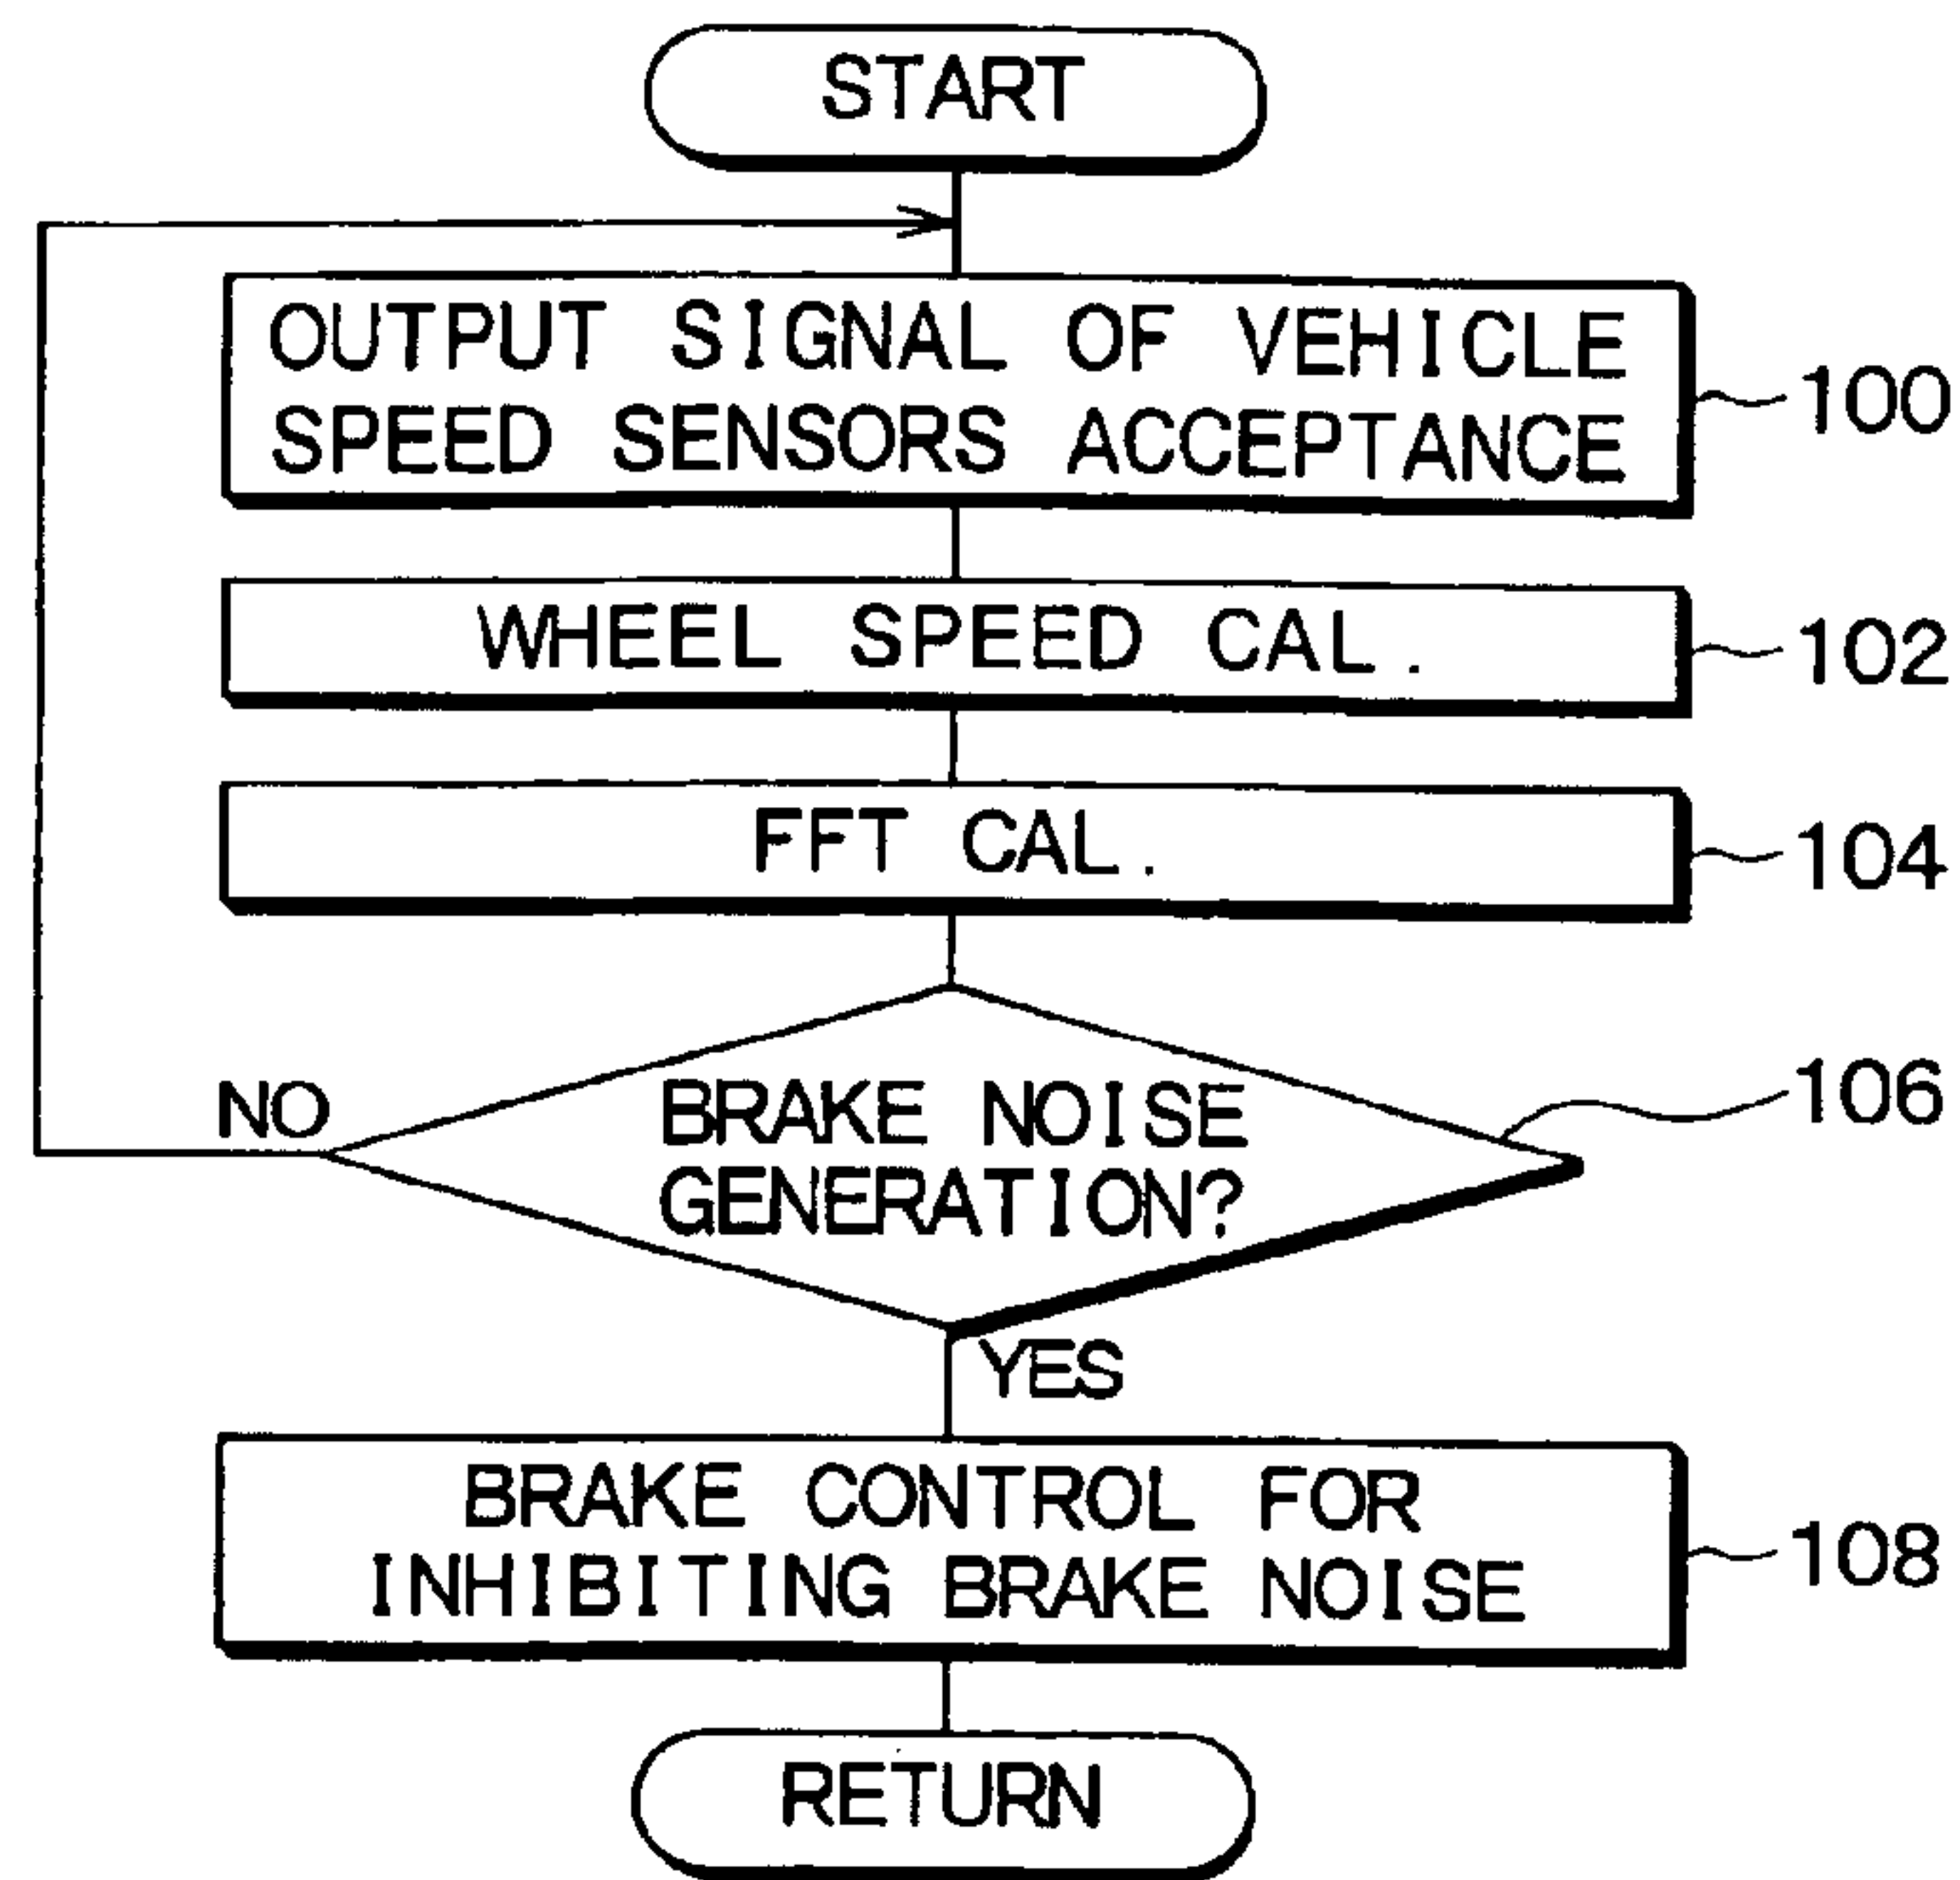 START
OUTPUT SIGNAL OF VEHICLE
SPEED SENSORS ACCEPTANCE
100
WHEEL SPEED CAL.
102
FFT CAL.
104
BRAKE NOISE
GENERATION?
106
NO
YES
BRAKE CONTROL FOR
INHIBITING BRAKE NOISE
108
RETURN